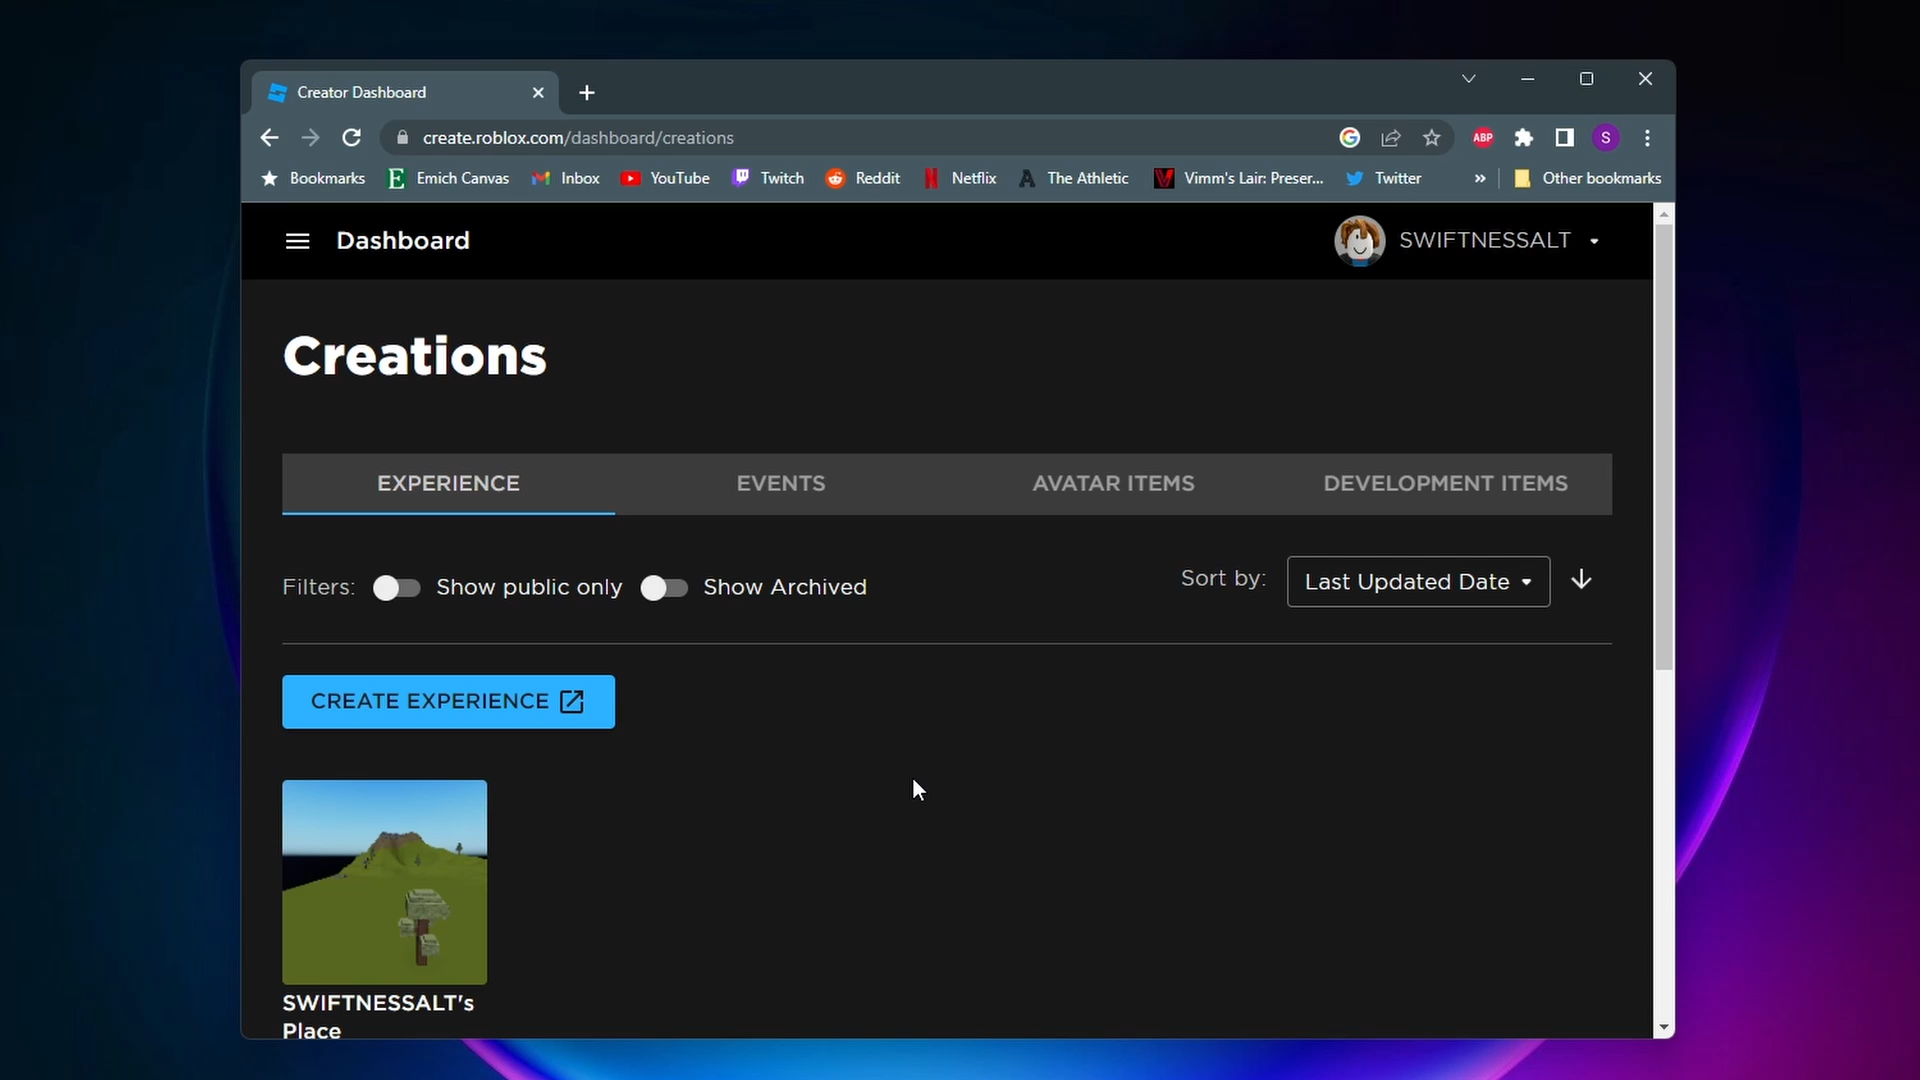 Creator Dashboard
create.roblox.com/dashboard/creations
ABP
S
Bookmarks E Emich Canvas Inbox YouTube Twitch Reddit Netflix The Athletic Vimm's Lair: Preser... Twitter » Other bookmarks
Dashboard
SWIFTNESSALT
Creations
EXPERIENCE EVENTS AVATAR ITEMS DEVELOPMENT ITEMS
Filters: Show public only Show Archived
Sort by: Last Updated Date
CREATE EXPERIENCE
SWIFTNESSALT's
Place